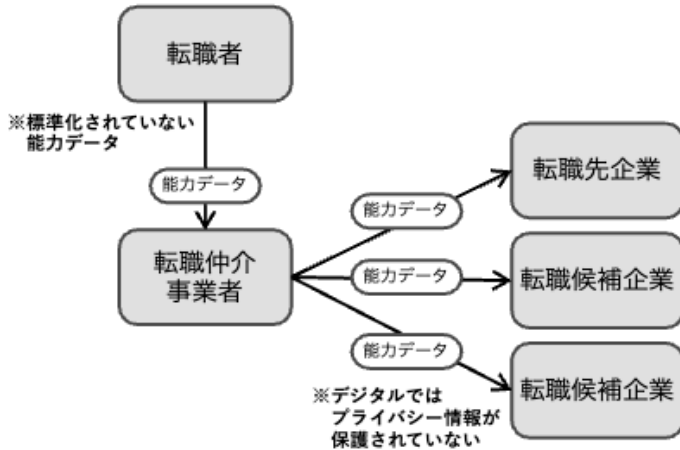 転職者
※標準化されていない
能力データ
能力データ
転職仲介
事業者
能力データ
転職先企業
能力データ
転職候補企業
能力データ
転職候補企業
※デジタルでは
プライバシー情報が
保護されていない